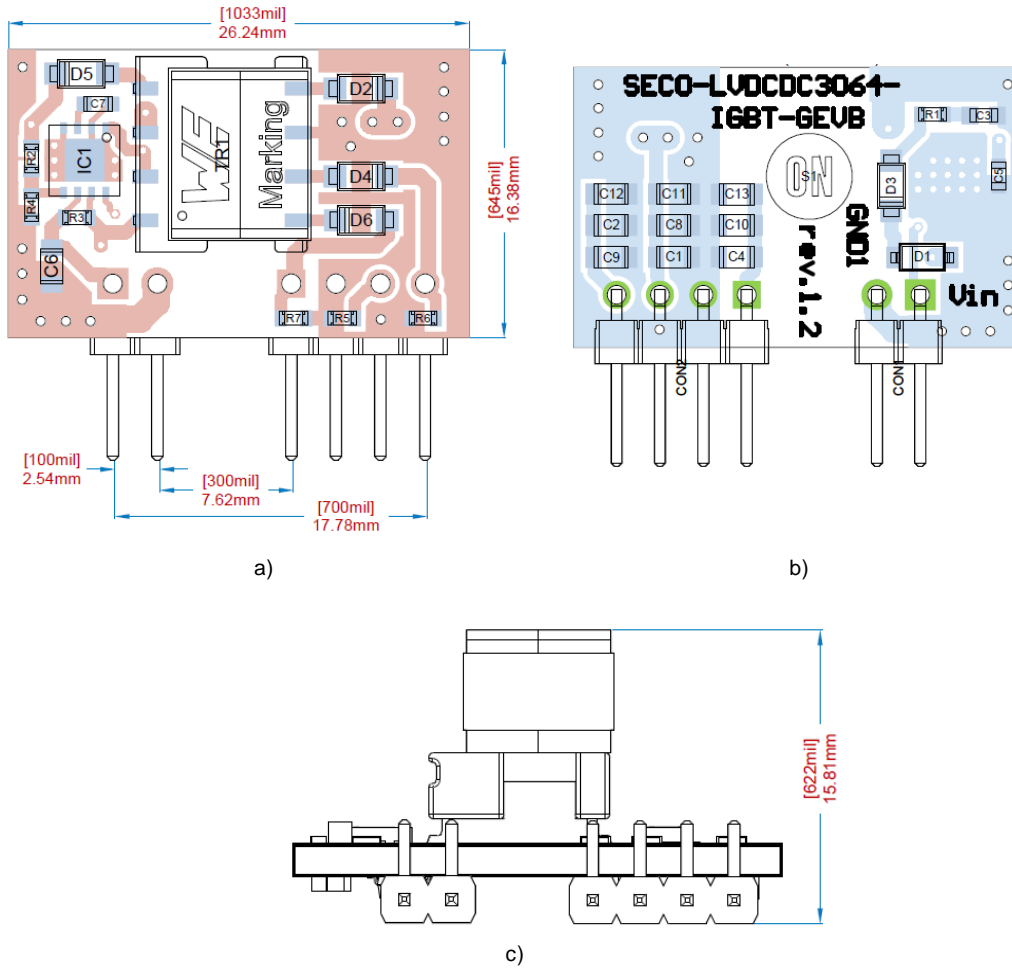 [1033mil]
26.24mm
D5
C7
R2
IC1
R4
R3
C6
WE
TR1
Marking
D2
D4
D6
R7
R5
R6
[645mil]
16.38mm
[100mil]
2.54mm
[300mil]
7.62mm
[700mil]
17.78mm
a)
SECO-LVDCDC3064-
IGBT-GEVB
R1
C3
C5
ON
S1
D3
C12
C11
C13
C2
C8
C10
C9
C1
C4
GND1
D1
rev.1.2
Vin
CON2
CON1
b)
[622mil]
15.81mm
c)